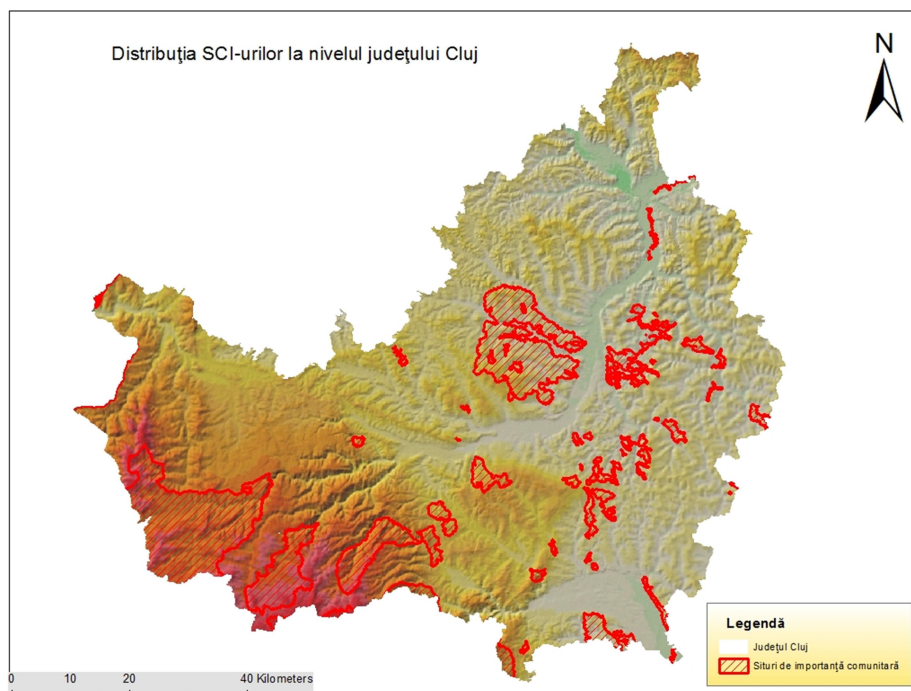 Distribuţia SCI-urilor la nivelul judeţului Cluj
N
Legendă
Judeţul Cluj
Situri de importanţă comunitară
0 10 20 40 Kilometers